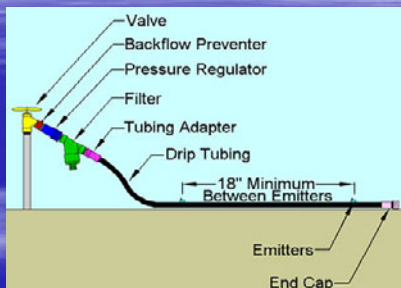 Valve
Backflow Preventer
Pressure Regulator
Filter
Tubing Adapter
Drip Tubing
18" Minimum
Between Emitters
Emitters
End Cap